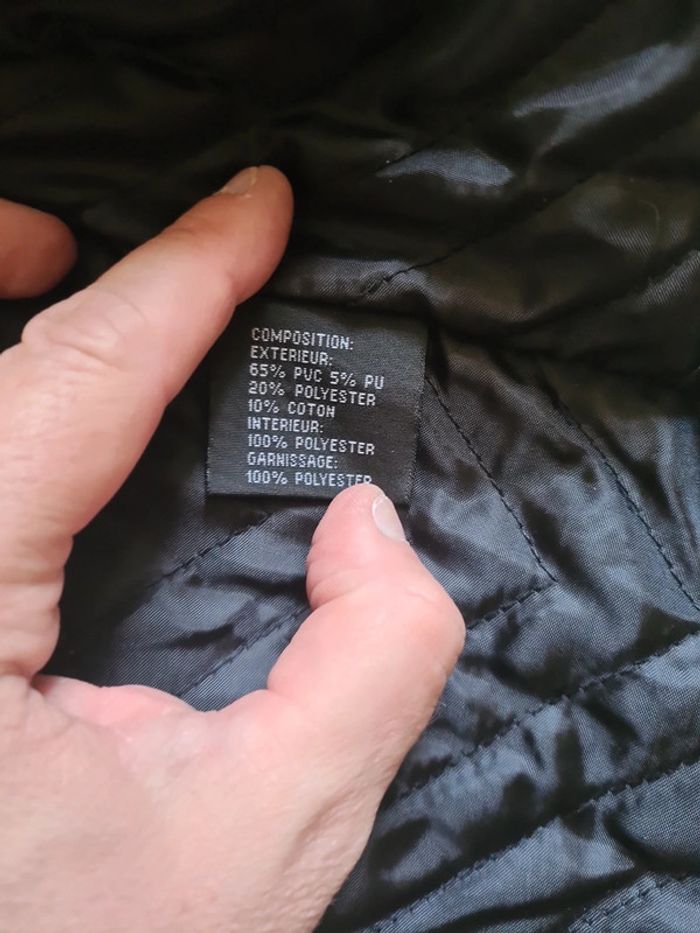 COMPOSITION:
EXTERIEUR:
65% PVC 5% PU
20% POLYESTER
10% COTON
INTERIEUR:
100% POLYESTER
GARNISSAGE:
100% POLYESTER